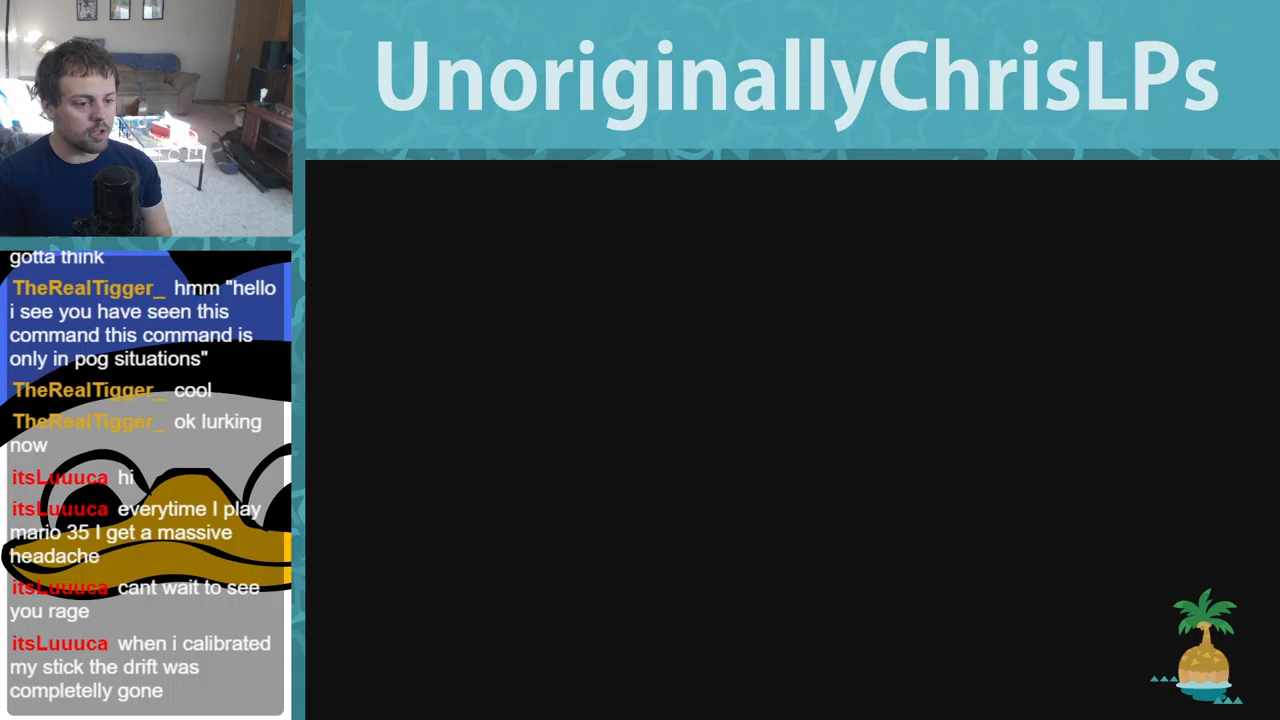 UnoriginallyChrisLPs
gotta think
TheRealTigger_ hmm "hello
i see you have seen this
command this command is
only in pog situations"
TheRealTigger_ cool
TheRealTigger_ ok lurking
now
itsLuuuca hi
itsLuuuca everytime I play
mario 35 I get a massive
headache
itsLuuuca cant wait to see
you rage
itsLuuuca when i calibrated
my stick the drift was
completelly gone